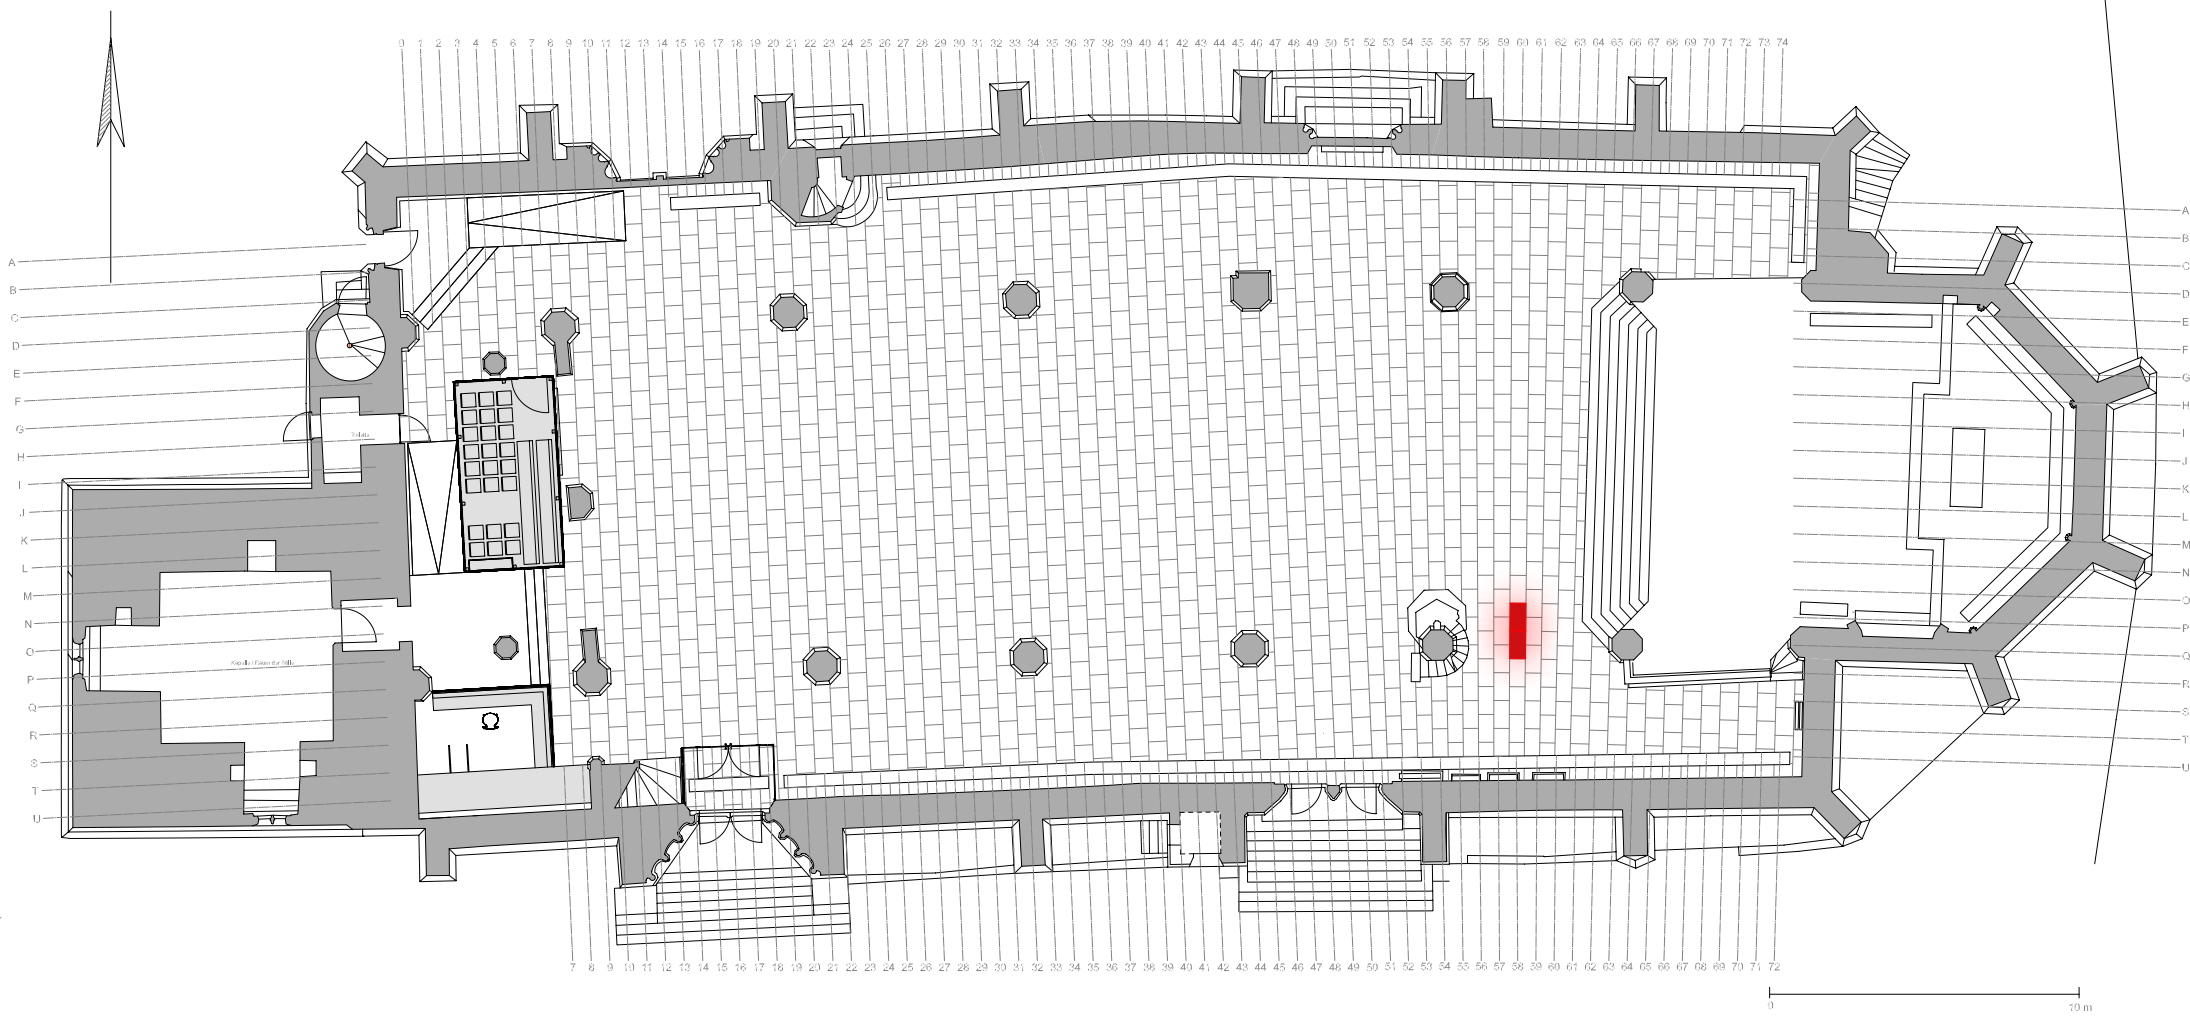 0 1 2 3 4 5 6 7 8 9 10 11 12 13 14 15 16 17 18 19 20 21 22 23 24 25 26 27 28 29 30 31 32 33 34 35 36 37 38 39 40 41 42 43 44 45 46 47 48 49 50 51 52 53 54 55 56 57 58 59 60 61 62 63 64 65 66 67 68 69 70 71 72 73 74
A A
B B
C C
D D
E E
F F
G G
H H
I I
J J
K K
L L
M M
N N
O O
P P
Q Q
R R
S S
T T
U U
7 8 9 10 11 12 13 14 15 16 17 18 19 20 21 22 23 24 25 26 27 28 29 30 31 32 33 34 35 36 37 38 39 40 41 42 43 44 45 46 47 48 49 50 51 52 53 54 55 56 57 58 59 60 61 62 63 64 65 66 67 68 69 70 71 72
0 10 m